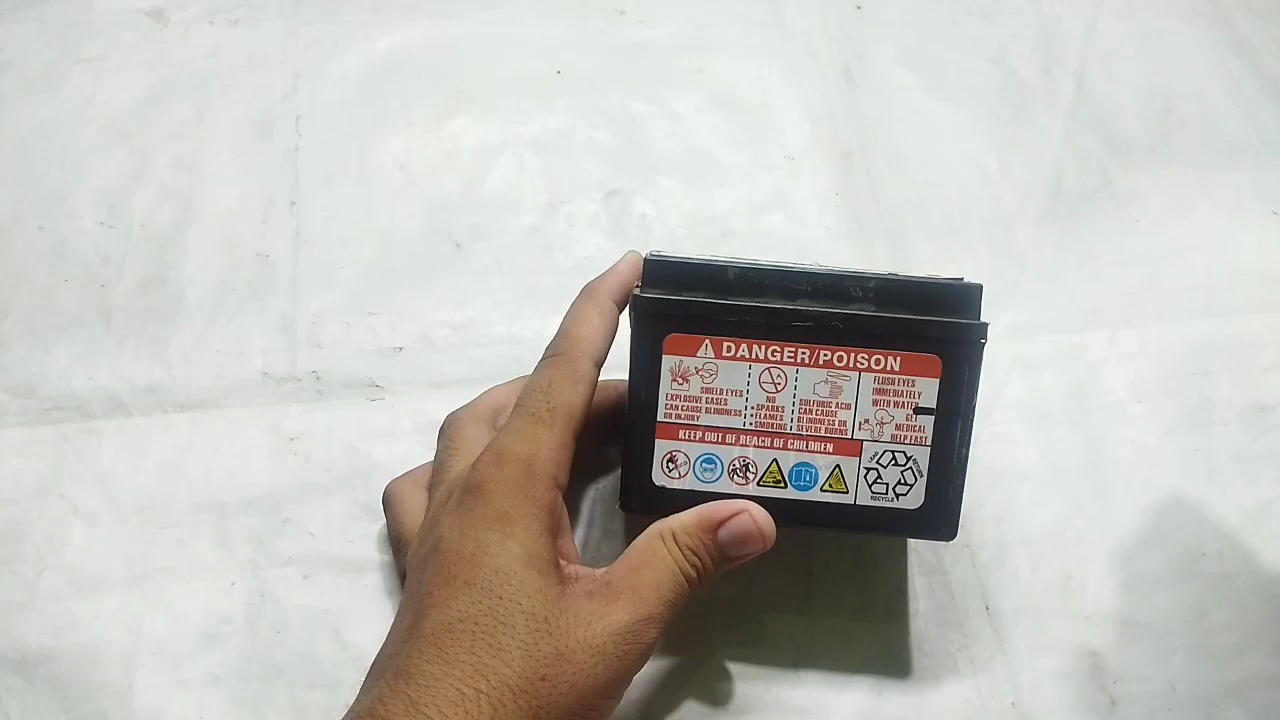 DANGER/POISON
SHIELD EYES
EXPLOSIVE GASES
CAN CAUSE BLINDNESS
OR INJURY
NO
•SPARKS
•FLAMES
•SMOKING
SULFURIC ACID
CAN CAUSE
BLINDNESS OR
SEVERE BURNS
FLUSH EYES
IMMEDIATELY
WITH WATER
GET
MEDICAL
HELP FAST
KEEP OUT OF REACH OF CHILDREN
LEAD
RETURN
RECYCLE